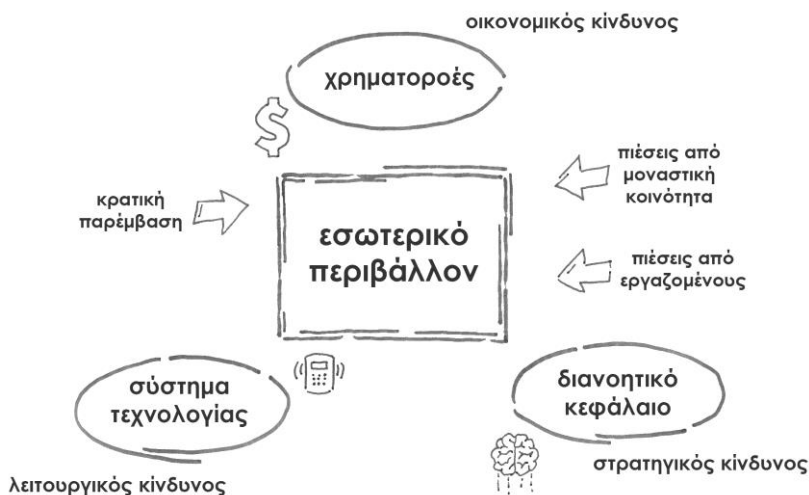 οικονομικός κίνδυνος
χρηματοροές
$
κρατική
παρέμβαση
πιέσεις από
μοναστική
κοινότητα
εσωτερικό
περιβάλλον
πιέσεις από
εργαζομένους
σύστημα
τεχνολογίας
λειτουργικός κίνδυνος
διανοητικό
κεφάλαιο
στρατηγικός κίνδυνος